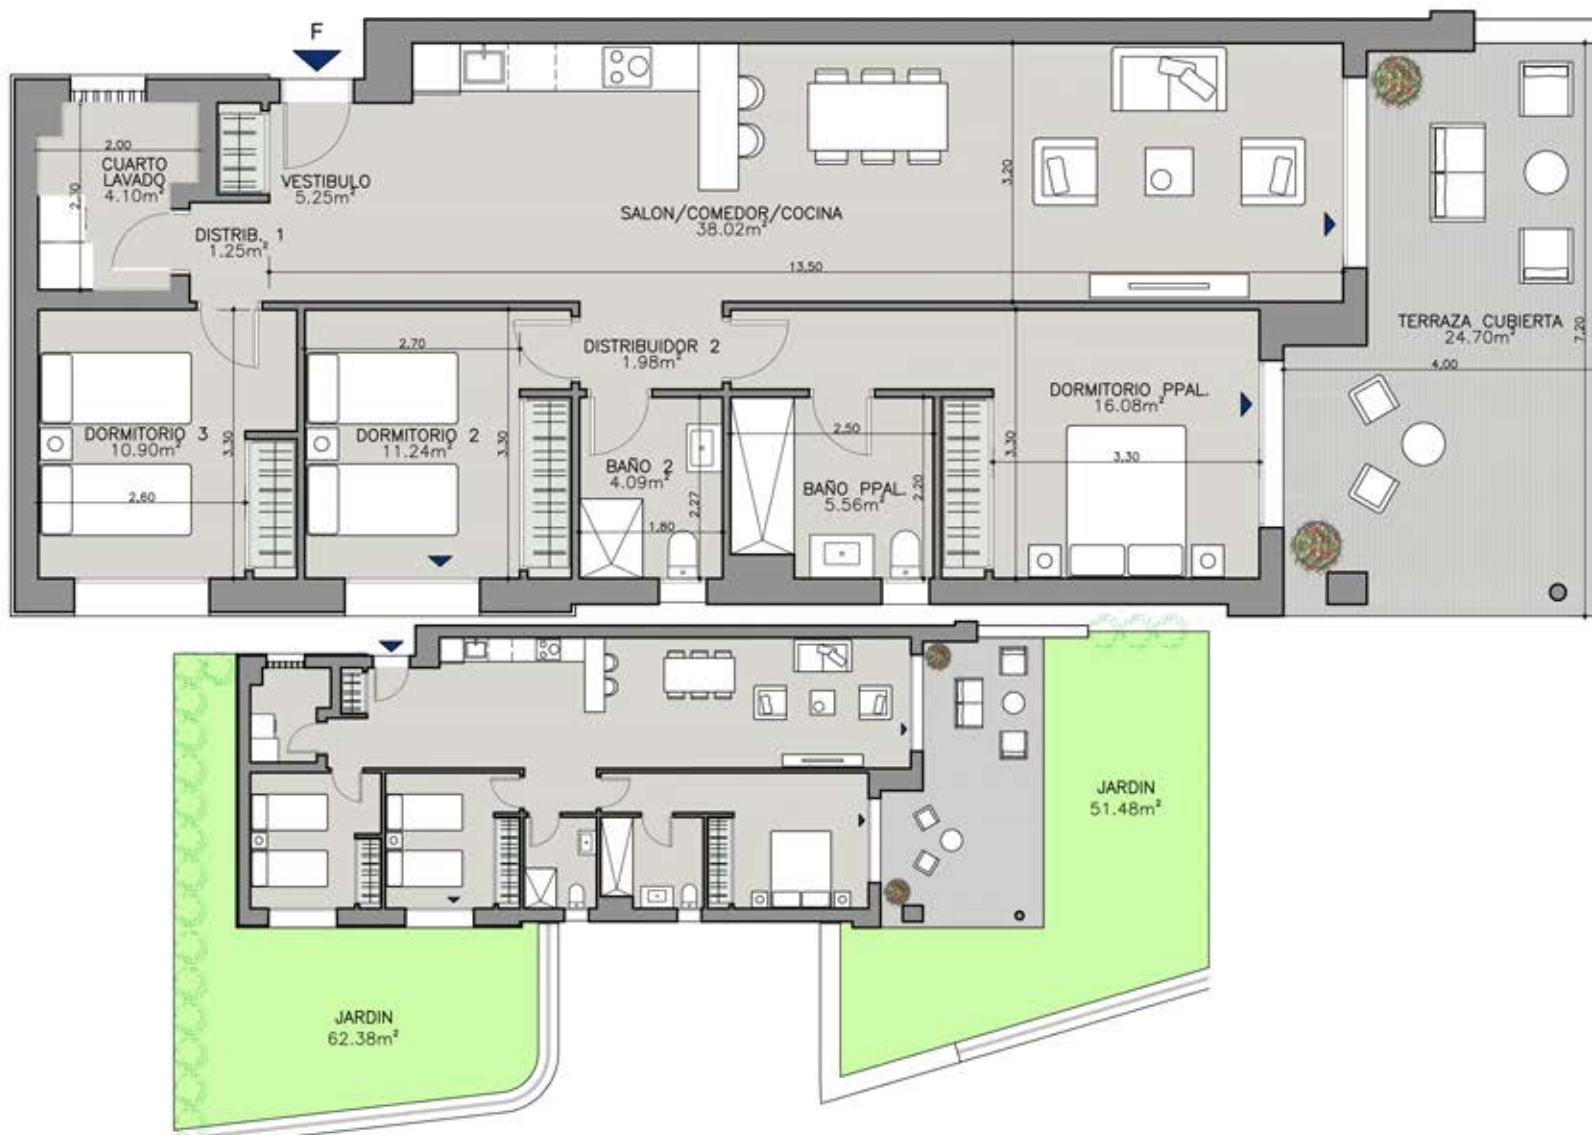 F
2.00
CUARTO
LAVADO
4.10m²
2.10
VESTIBULO
5.25m²
DISTRIB. 1
1.25m²
SALON/COMEDOR/COCINA
38.02m²
3.20
13.50
TERRAZA CUBIERTA
24.70m²
7.20
4.00
2.70
DISTRIBUIDOR 2
1.98m²
DORMITORIO PPAL.
16.08m²
DORMITORIO 3
10.90m²
3.30
2.60
DORMITORIO 2
11.24m²
3.30
BAÑO 2
4.09m²
2.27
1.80
2.50
BAÑO PPAL.
5.56m²
2.20
3.30
3.30
JARDIN
51.48m²
JARDIN
62.38m²